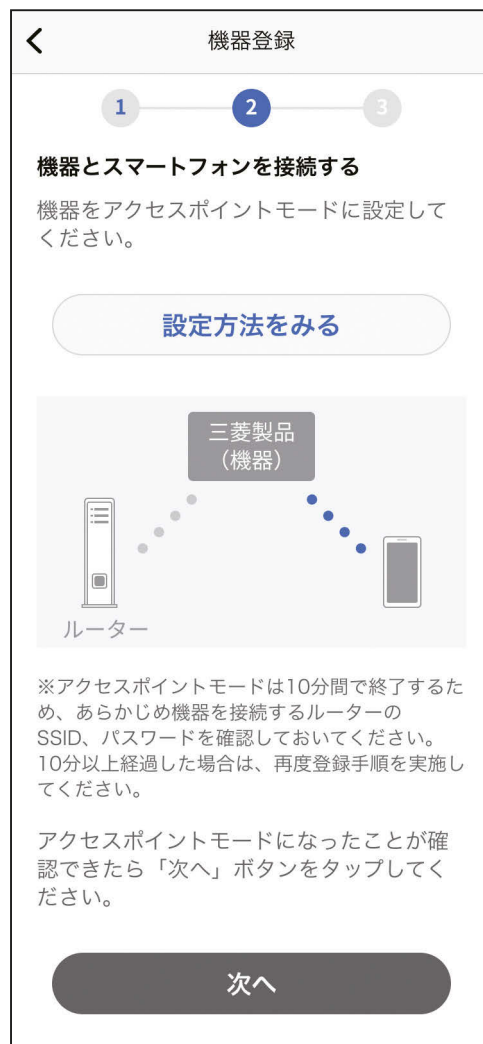 機器登録
1 2 3
機器とスマートフォンを接続する
機器をアクセスポイントモードに設定して
ください。
設定方法をみる
三菱製品
（機器）
ルーター
※アクセスポイントモードは10分間で終了するた
め、あらかじめ機器を接続するルーターの
SSID、パスワードを確認しておいてください。
10分以上経過した場合は、再度登録手順を実施し
てください。
アクセスポイントモードになったことが確
認できたら「次へ」ボタンをタップしてく
ださい。
次へ